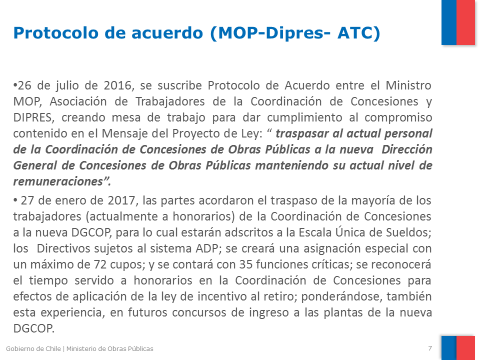 Protocolo de acuerdo (MOP-Dipres- ATC)
•26 de julio de 2016, se suscribe Protocolo de Acuerdo entre el Ministro
MOP, Asociación de Trabajadores de la Coordinación de Concesiones y
DIPRES, creando mesa de trabajo para dar cumplimiento al compromiso
contenido en el Mensaje del Proyecto de Ley: “ traspasar al actual personal
de la Coordinación de Concesiones de Obras Públicas a la nueva Dirección
General de Concesiones de Obras Públicas manteniendo su actual nivel de
remuneraciones”.
• 27 de enero de 2017, las partes acordaron el traspaso de la mayoría de los
trabajadores (actualmente a honorarios) de la Coordinación de Concesiones
a la nueva DGCOP, para lo cual estarán adscritos a la Escala Única de Sueldos;
los Directivos sujetos al sistema ADP; se creará una asignación especial con
un máximo de 72 cupos; y se contará con 35 funciones críticas; se reconocerá
el tiempo servido a honorarios en la Coordinación de Concesiones para
efectos de aplicación de la ley de incentivo al retiro; ponderándose, también
esta experiencia, en futuros concursos de ingreso a las plantas de la nueva
DGCOP.
Gobierno de Chile | Ministerio de Obras Públicas
7